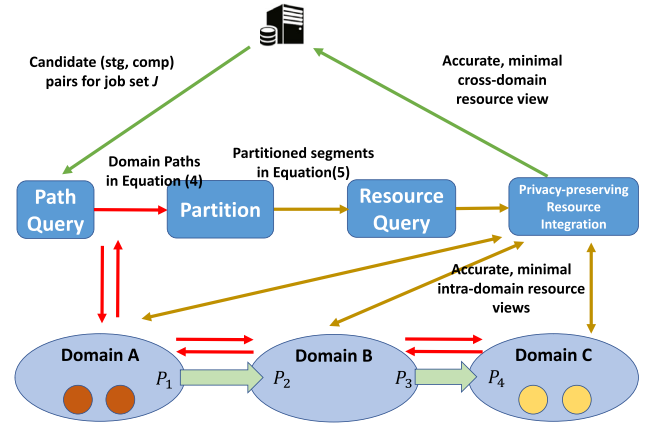 Candidate (stg, comp)
pairs for job set J
Accurate, minimal
cross-domain
resource view
Domain Paths
in Equation (4)
Partitioned segments
in Equation(5)
Path
Query
Partition
Resource
Query
Privacy-preserving
Resource
Integration
Accurate, minimal
intra-domain resource
views
Domain A
Domain B
Domain C
P1
P2
P3
P4